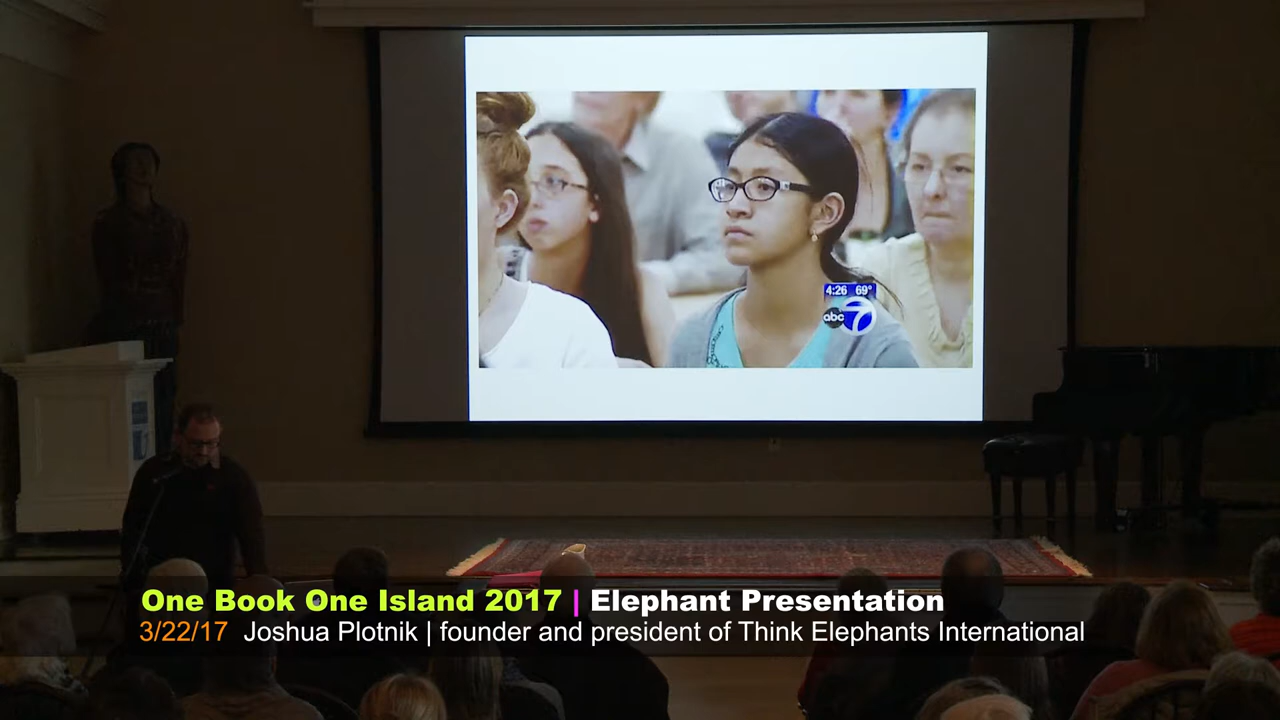 4:26 69°
abc 7
One Book One Island 2017 | Elephant Presentation
3/22/17 Joshua Plotnik | founder and president of Think Elephants International